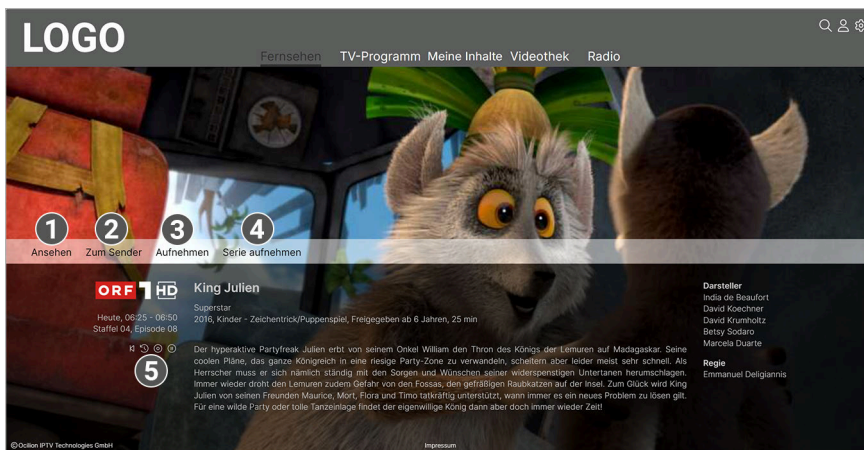 LOGO
Fernsehen TV-Programm Meine Inhalte Videothek Radio
1 2 3 4
Ansehen Zum Sender Aufnehmen Serie aufnehmen
ORF 1 HD
Heute, 06:25 - 06:50
Staffel 04, Episode 08
5
King Julien
Superstar
2016, Kinder - Zeichentrick/Puppenspiel, Freigegeben ab 6 Jahren, 25 min
Der hyperaktive Partyfreak Julien erbt von seinem Onkel William den Thron des Königs der Lemuren auf Madagaskar. Seine
coolen Pläne, das ganze Königreich in eine riesige Party-Zone zu verwandeln, scheitern aber leider meist sehr schnell. Als
Herrscher muss er sich nämlich ständig mit den Sorgen und Wünschen seiner widerspenstigen Untertanen herumschlagen.
Immer wieder droht den Lemuren zudem Gefahr von den Fossas, den gefräßigen Raubkatzen auf der Insel. Zum Glück wird King
Julien von seinen Freunden Maurice, Mort, Flora und Timo tatkräftig unterstützt, wann immer es ein neues Problem zu lösen gilt.
Für eine wilde Party oder tolle Tanzeinlage findet der eigenwillige König dann aber doch immer wieder Zeit!
Darsteller
India de Beaufort
David Koechner
David Krumholtz
Betsy Sodaro
Marcela Duarte
Regie
Emmanuel Deligiannis
©Ocilion IPTV Technologies GmbH
Impressum